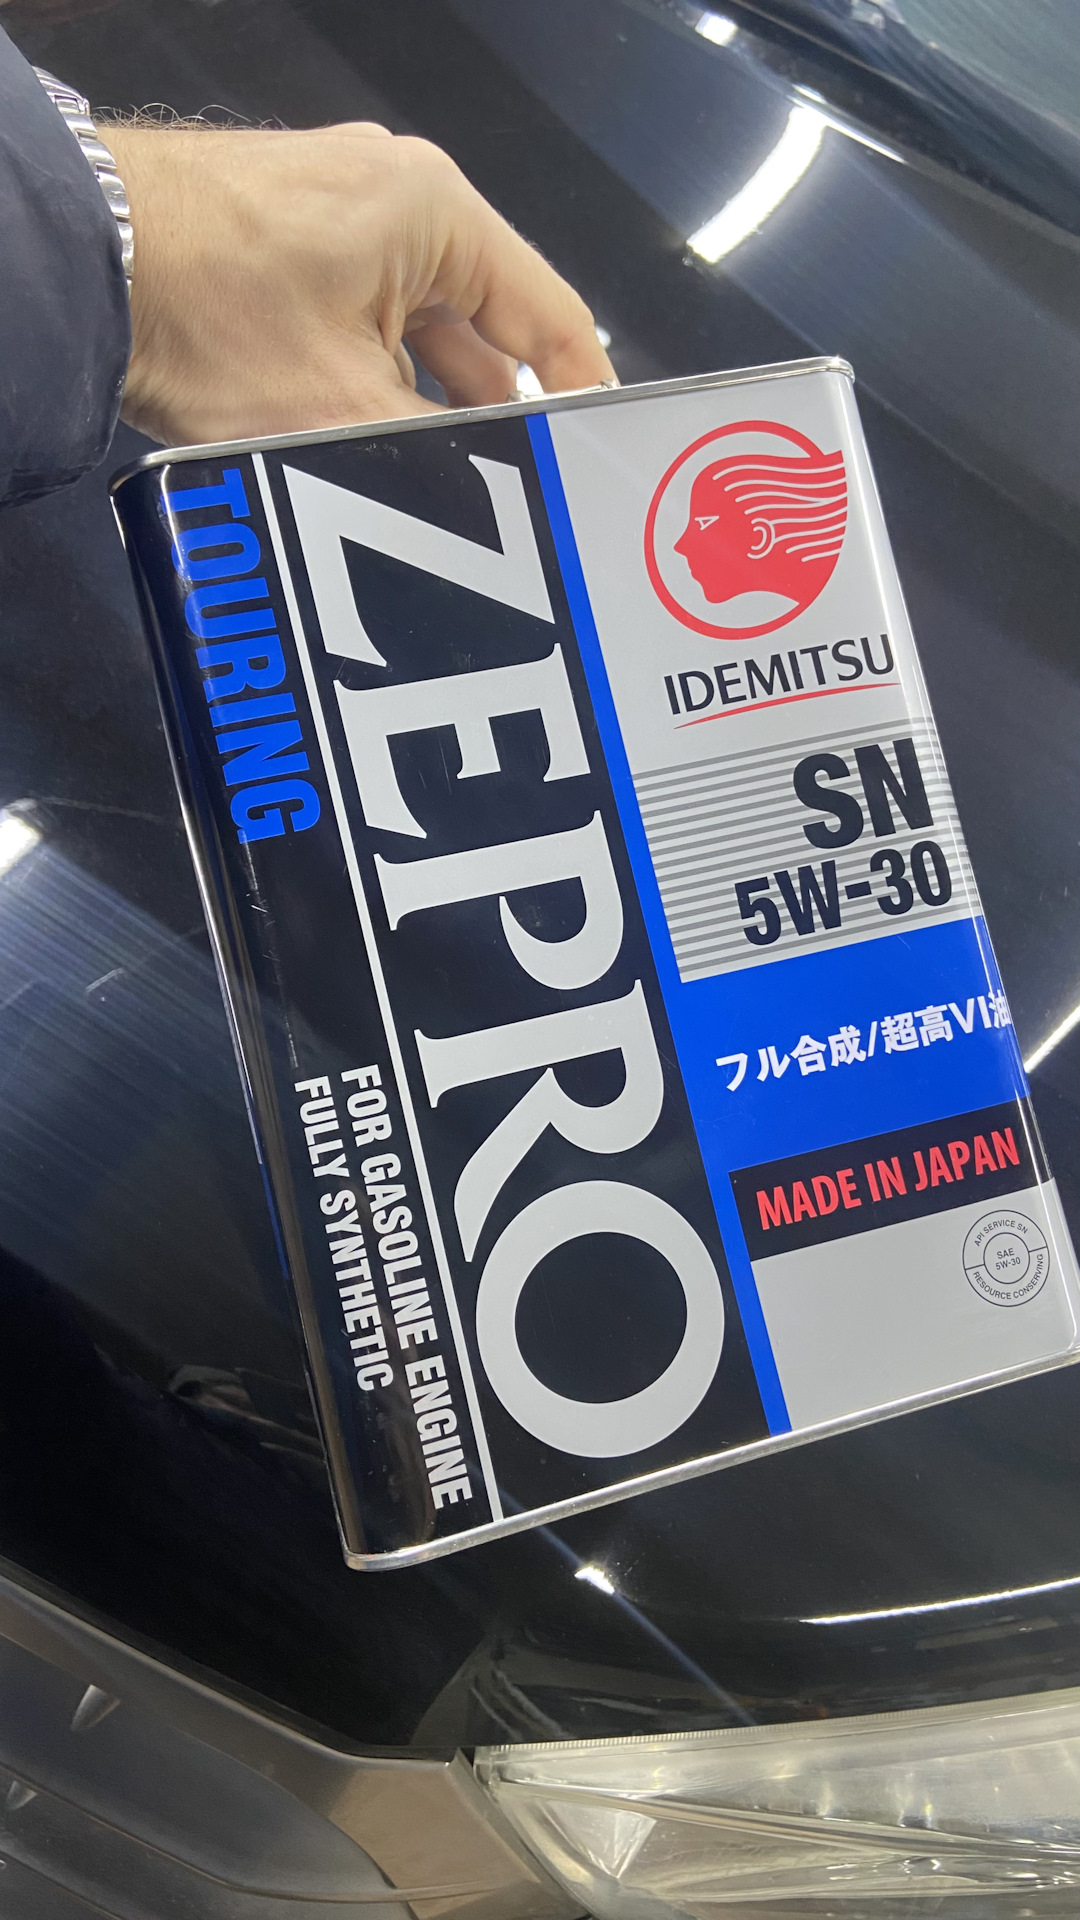 TOURING
ZEPRO
FOR GASOLINE ENGINE
FULLY SYNTHETIC
IDEMITSU
SN
5W-30
フル合成/超高VI油
MADE IN JAPAN
API SERVICE SN
SAE
5W-30
RESOURCE CONSERVING